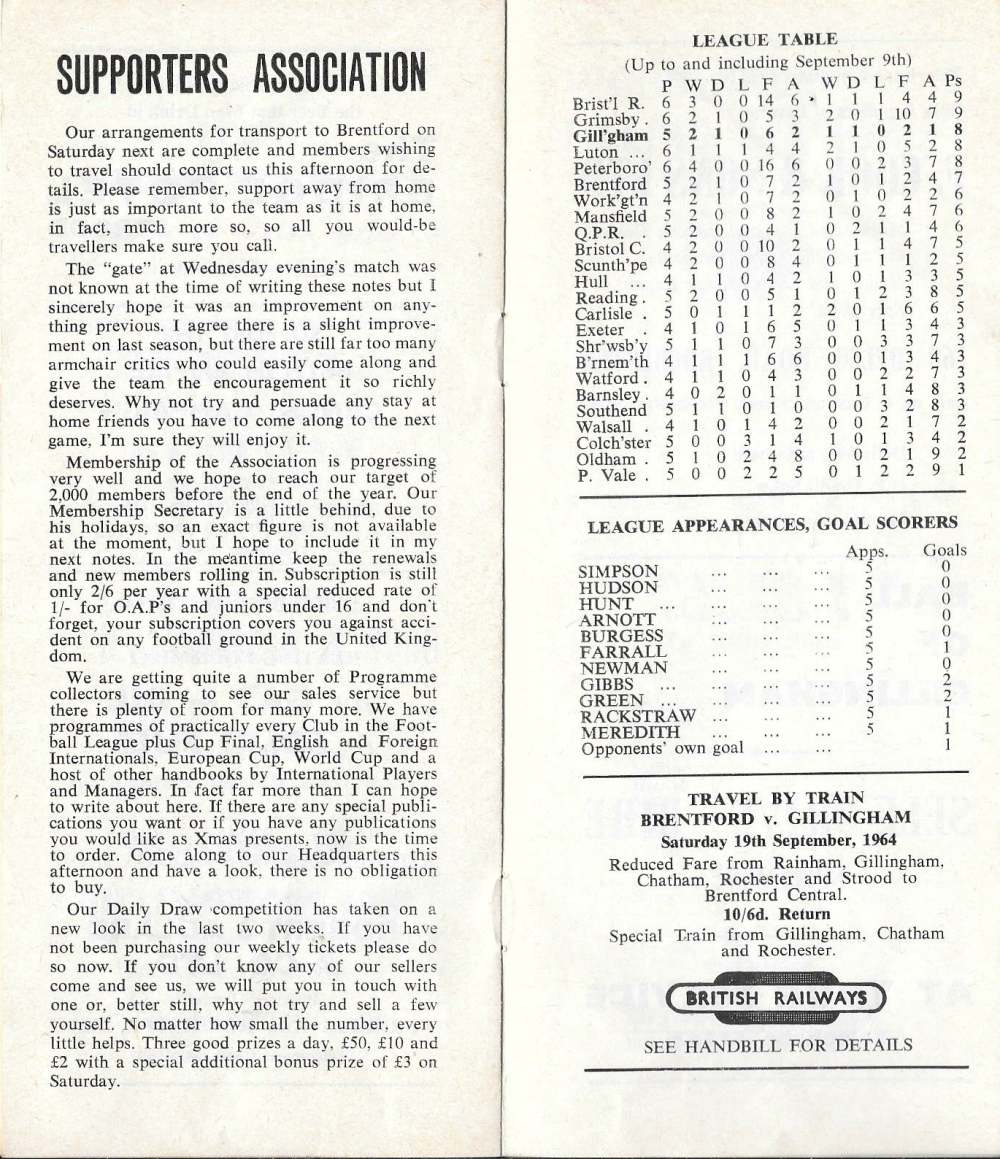 SUPPORTERS ASSOCIATION
Our arrangements for transport to Brentford on
Saturday next are complete and members wishing
to travel should contact us this afternoon for de-
tails. Please remember, support away from home
is just as important to the team as it is at home,
in fact, much more so, so all you would-be
travellers make sure you call.
The "gate" at Wednesday evening's match was
not known at the time of writing these notes but I
sincerely hope it was an improvement on any-
thing previous. I agree there is a slight improve-
ment on last season, but there are still far too many
armchair critics who could easily come along and
give the team the encouragement it so richly
deserves. Why not try and persuade any stay at
home friends you have to come along to the next
game, I'm sure they will enjoy it.
Membership of the Association is progressing
very well and we hope to reach our target of
2,000 members before the end of the year. Our
Membership Secretary is a little behind, due to
his holidays, so an exact figure is not available
at the moment, but I hope to include it in my
next notes. In the meantime keep the renewals
and new members rolling in. Subscription is still
only 2/6 per year with a special reduced rate of
1/- for O.A.P's and juniors under 16 and don't
forget, your subscription covers you against acci-
dent on any football ground in the United King-
dom.
We are getting quite a number of Programme
collectors coming to see our sales service but
there is plenty of room for many more. We have
programmes of practically every Club in the Foot-
ball League plus Cup Final, English and Foreign
Internationals, European Cup, World Cup and a
host of other handbooks by International Players
and Managers. In fact far more than I can hope
to write about here. If there are any special publi-
cations you want or if you have any publications
you would like as Xmas presents, now is the time
to order. Come along to our Headquarters this
afternoon and have a look, there is no obligation
to buy.
Our Daily Draw competition has taken on a
new look in the last two weeks. If you have
not been purchasing our weekly tickets please do
so now. If you don't know any of our sellers
come and see us, we will put you in touch with
one or, better still, why not try and sell a few
yourself. No matter how small the number, every
little helps. Three good prizes a day, £50, £10 and
£2 with a special additional bonus prize of £3 on
Saturday.
LEAGUE TABLE
(Up to and including September 9th)
P W D L F A W D L F A Ps
Brist'l R. 6 3 0 0 14 6 1 1 1 4 4 9
Grimsby . 6 2 1 0 5 3 2 0 1 10 7 9
Gill'gham 5 2 1 0 6 2 1 1 0 2 1 8
Luton ... 6 1 1 1 4 4 2 1 0 5 2 8
Peterboro' 6 4 0 0 16 6 0 0 2 3 7 8
Brentford 5 2 1 0 7 2 1 0 1 2 4 7
Work'gt'n 4 2 1 0 7 2 0 1 0 2 2 6
Mansfield 5 2 0 0 8 2 1 0 2 4 7 6
Q.P.R. . 5 2 0 0 4 1 0 2 1 1 4 6
Bristol C. 4 2 0 0 10 2 0 1 1 4 7 5
Scunth'pe 4 2 0 0 8 4 0 1 1 1 2 5
Hull ... 4 1 1 0 4 2 1 0 1 3 3 5
Reading . 5 2 0 0 5 1 0 1 2 3 8 5
Carlisle . 5 0 1 1 1 2 2 0 1 6 6 5
Exeter . 4 1 0 1 6 5 0 1 1 3 4 3
Shr'wsb'y 5 1 1 0 7 3 0 0 3 3 7 3
B'rnem'th 4 1 1 1 6 6 0 0 1 3 4 3
Watford . 4 1 1 0 4 3 0 0 2 2 7 3
Barnsley . 4 0 2 0 1 1 0 1 1 4 8 3
Southend 5 1 1 0 1 0 0 0 3 2 8 3
Walsall . 4 1 0 1 4 2 0 0 2 1 7 2
Colch'ster 5 0 0 3 1 4 1 0 1 3 4 2
Oldham . 5 1 0 2 4 8 0 0 2 1 9 2
P. Vale . 5 0 0 2 2 5 0 1 2 2 9 1
LEAGUE APPEARANCES, GOAL SCORERS
Apps. Goals
SIMPSON ... ... ... 5 0
HUDSON ... ... ... 5 0
HUNT ... ... ... ... 5 0
ARNOTT ... ... ... 5 0
BURGESS ... ... ... 5 0
FARRALL ... ... ... 5 1
NEWMAN ... ... ... 5 0
GIBBS ... ... ... ... 5 2
GREEN ... ... ... ... 5 2
RACKSTRAW ... ... ... 5 1
MEREDITH ... ... ... 5 1
Opponents' own goal ... ... 1
TRAVEL BY TRAIN
BRENTFORD v. GILLINGHAM
Saturday 19th September, 1964
Reduced Fare from Rainham, Gillingham,
Chatham, Rochester and Strood to
Brentford Central.
10/6d. Return
Special Train from Gillingham, Chatham
and Rochester.
BRITISH RAILWAYS
SEE HANDBILL FOR DETAILS